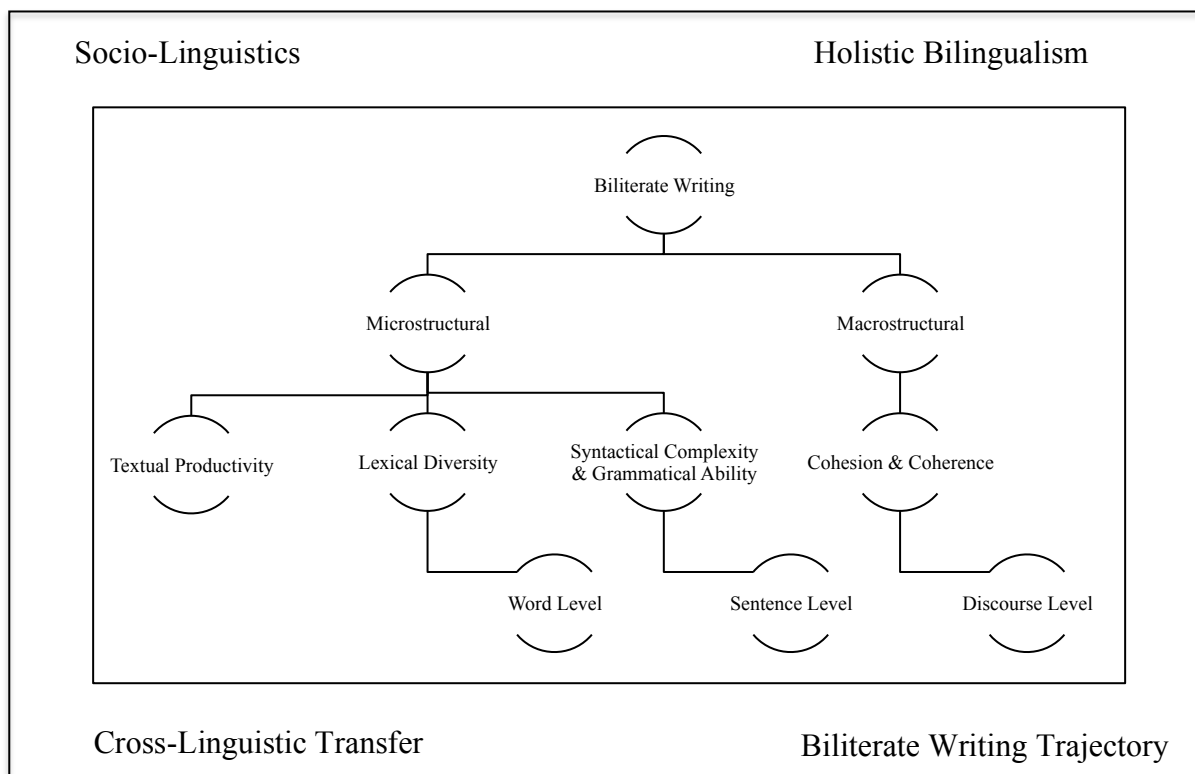 Socio-Linguistics
Holistic Bilingualism
Biliterate Writing
Microstructural
Macrostructural
Textual Productivity
Lexical Diversity
Syntactical Complexity
& Grammatical Ability
Cohesion & Coherence
Word Level
Sentence Level
Discourse Level
Cross-Linguistic Transfer
Biliterate Writing Trajectory